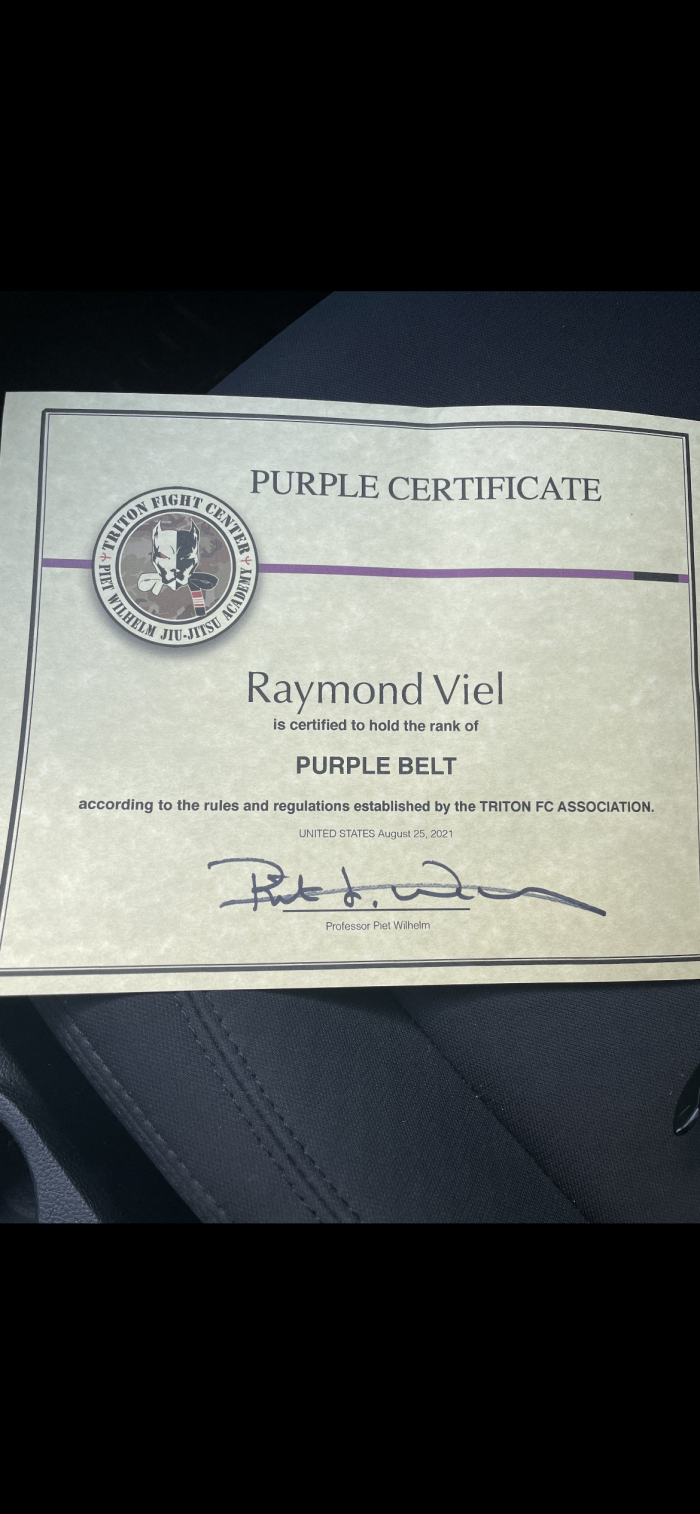 PURPLE CERTIFICATE
TRITON FIGHT CENTER
PIET WILHELM JIU-JITSU ACADEMY
Raymond Viel
is certified to hold the rank of
PURPLE BELT
according to the rules and regulations established by the TRITON FC ASSOCIATION.
UNITED STATES August 25, 2021
Professor Piet Wilhelm